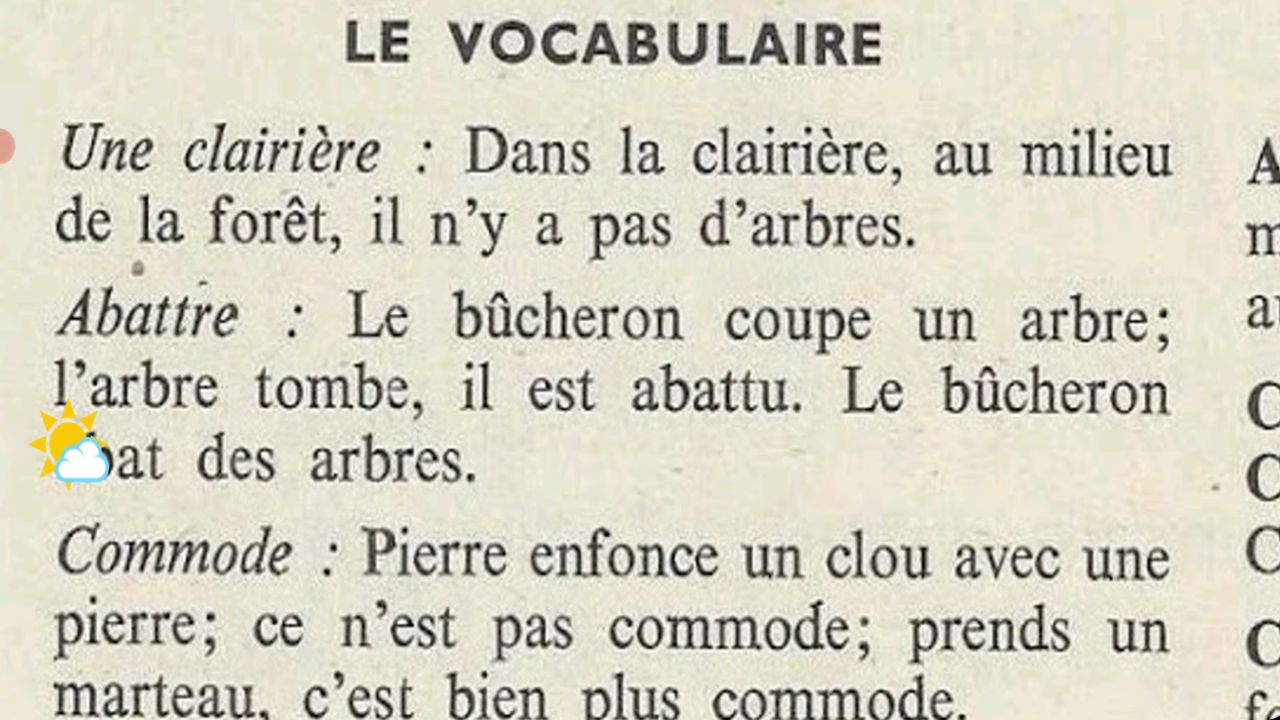 LE VOCABULAIRE
Une clairière : Dans la clairière, au milieu
de la forêt, il n'y a pas d'arbres.
Abattre : Le bûcheron coupe un arbre;
l'arbre tombe, il est abattu. Le bûcheron
des arbres.
Commode : Pierre enfonce un clou avec une
pierre; ce n'est pas commode; prends un
marteau, c'est bien plus commode.